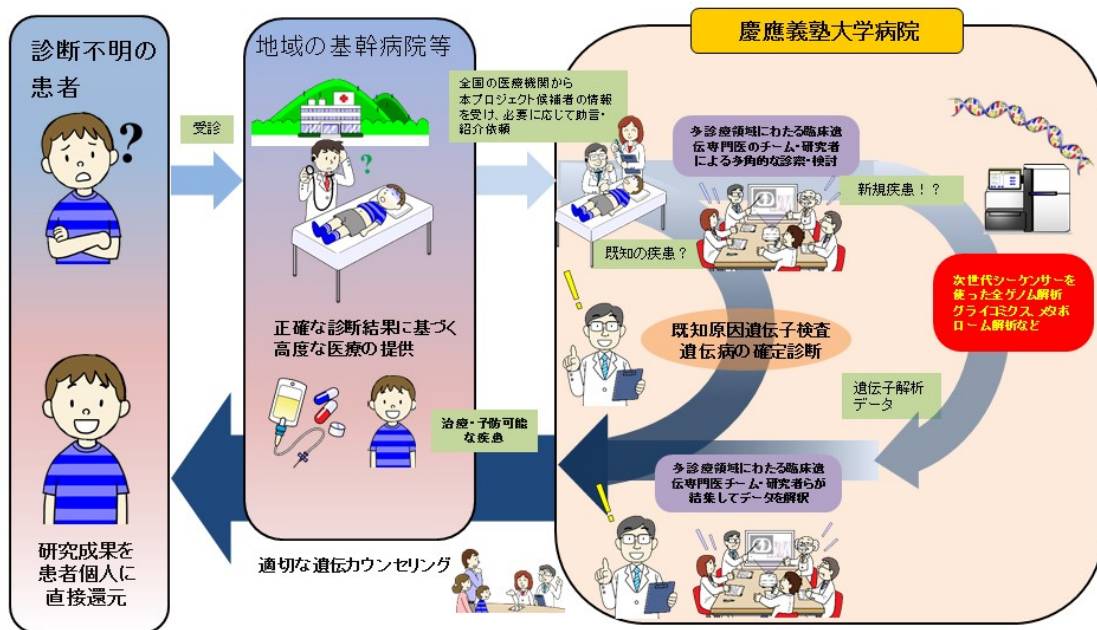 診断不明の
患者
?
受診
地域の基幹病院等
?
全国の医療機関から
本プロジェクト候補者の情報
を受け、必要に応じて助言・
紹介依頼
慶應義塾大学病院
多診療領域にわたる臨床遺
伝専門医のチーム・研究者
による多角的な診察・検討
新規疾患!?
既知の疾患?
次世代シーケンサーを
使った全ゲノム解析
グライコミクス、メタボ
ローム解析など
正確な診断結果に基づく
高度な医療の提供
既知原因遺伝子検査
遺伝病の確定診断
遺伝子解析
データ
治療・予防可能
な疾患
多診療領域にわたる臨床遺
伝専門医チーム・研究者らが
結集してデータを解釈
研究成果を
患者個人に
直接還元
適切な遺伝カウンセリング